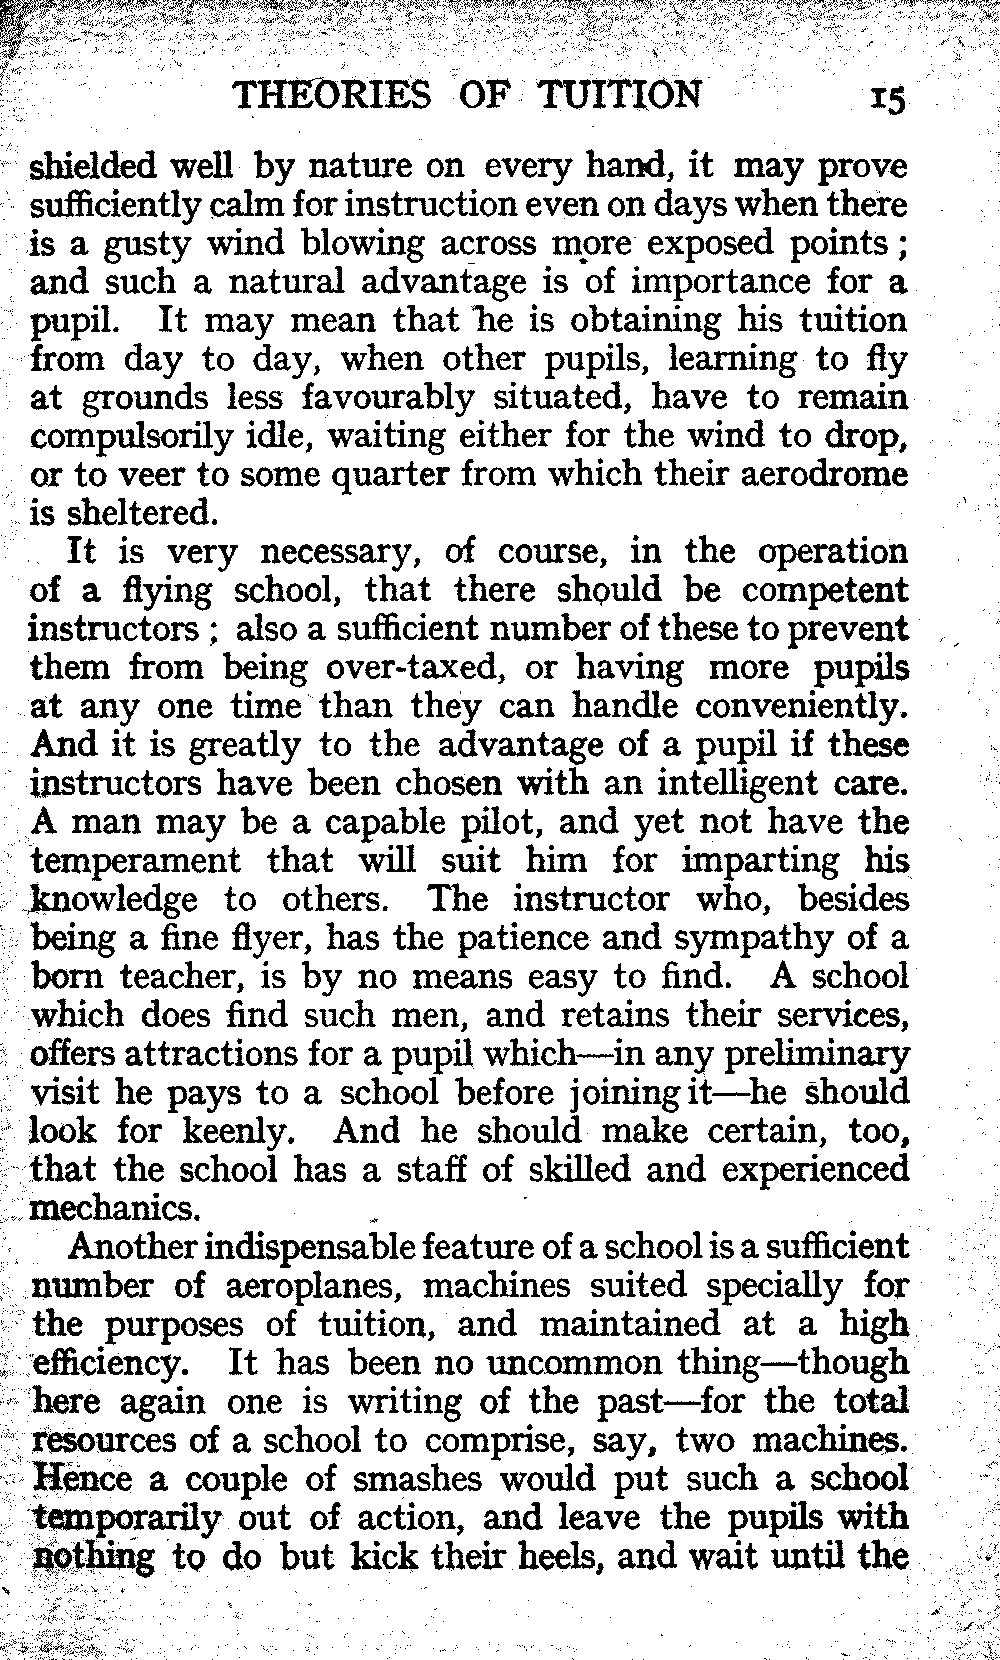 THEORIES OF TUITION 15
shielded well by nature on every hand, it may prove
sufficiently calm for instruction even on days when there
is a gusty wind blowing across more exposed points ;
and such a natural advantage is of importance for a
pupil. It may mean that he is obtaining his tuition
from day to day, when other pupils, learning to fly
at grounds less favourably situated, have to remain
compulsorily idle, waiting either for the wind to drop,
or to veer to some quarter from which their aerodrome
is sheltered.
It is very necessary, of course, in the operation
of a flying school, that there should be competent
instructors ; also a sufficient number of these to prevent
them from being over-taxed, or having more pupils
at any one time than they can handle conveniently.
And it is greatly to the advantage of a pupil if these
instructors have been chosen with an intelligent care.
A man may be a capable pilot, and yet not have the
temperament that will suit him for imparting his
knowledge to others. The instructor who, besides
being a fine flyer, has the patience and sympathy of a
born teacher, is by no means easy to find. A school
which does find such men, and retains their services,
offers attractions for a pupil which—in any preliminary
visit he pays to a school before joining it—he should
look for keenly. And he should make certain, too,
that the school has a staff of skilled and experienced
mechanics.
Another indispensable feature of a school is a sufficient
number of aeroplanes, machines suited specially for
the purposes of tuition, and maintained at a high
efficiency. It has been no uncommon thing—though
here again one is writing of the past—for the total
resources of a school to comprise, say, two machines.
Hence a couple of smashes would put such a school
temporarily out of action, and leave the pupils with
nothing to do but kick their heels, and wait until the